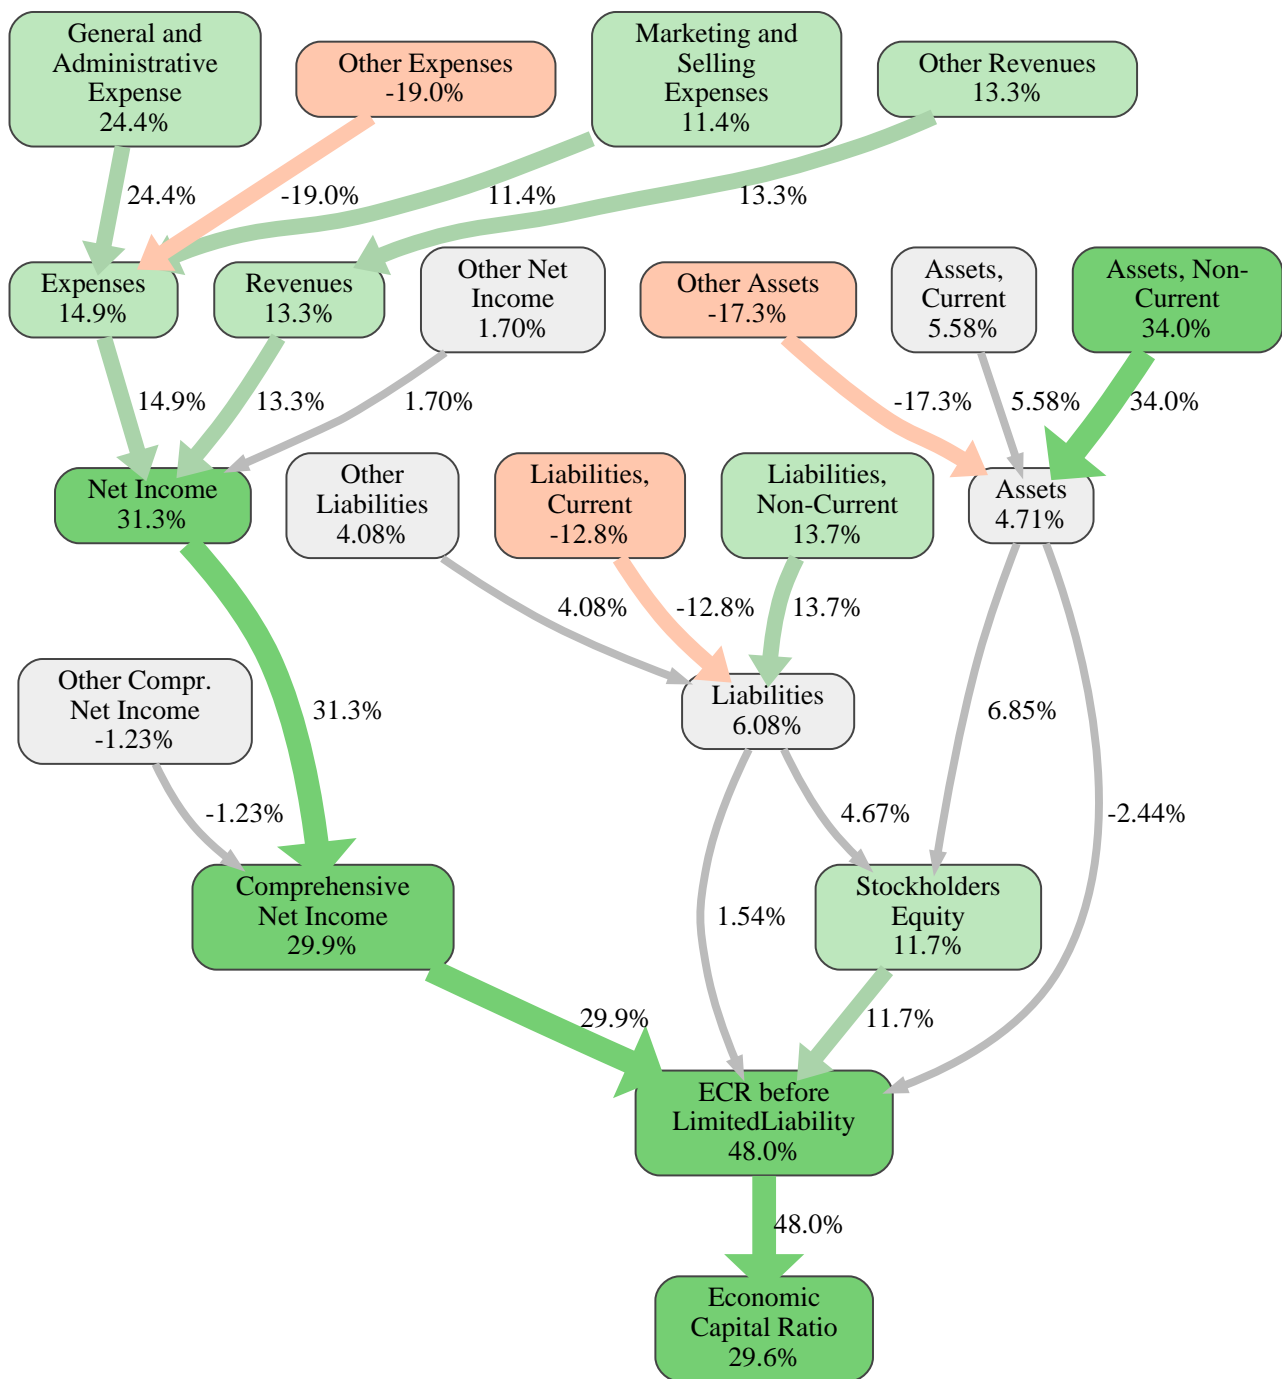 General and
Administrative
Expense
24.4%
Other Expenses
-19.0%
Marketing and
Selling
Expenses
11.4%
Other Revenues
13.3%
24.4%
-19.0%
11.4%
13.3%
Expenses
14.9%
Revenues
13.3%
Other Net
Income
1.70%
Other Assets
-17.3%
Assets,
Current
5.58%
Assets, Non-
Current
34.0%
14.9%
13.3%
1.70%
-17.3%
5.58%
34.0%
Net Income
31.3%
Other
Liabilities
4.08%
Liabilities,
Current
-12.8%
Liabilities,
Non-Current
13.7%
Assets
4.71%
4.08%
-12.8%
13.7%
Other Compr.
Net Income
-1.23%
31.3%
Liabilities
6.08%
6.85%
-1.23%
4.67%
-2.44%
Comprehensive
Net Income
29.9%
1.54%
Stockholders
Equity
11.7%
29.9%
11.7%
ECR before
LimitedLiability
48.0%
48.0%
Economic
Capital Ratio
29.6%